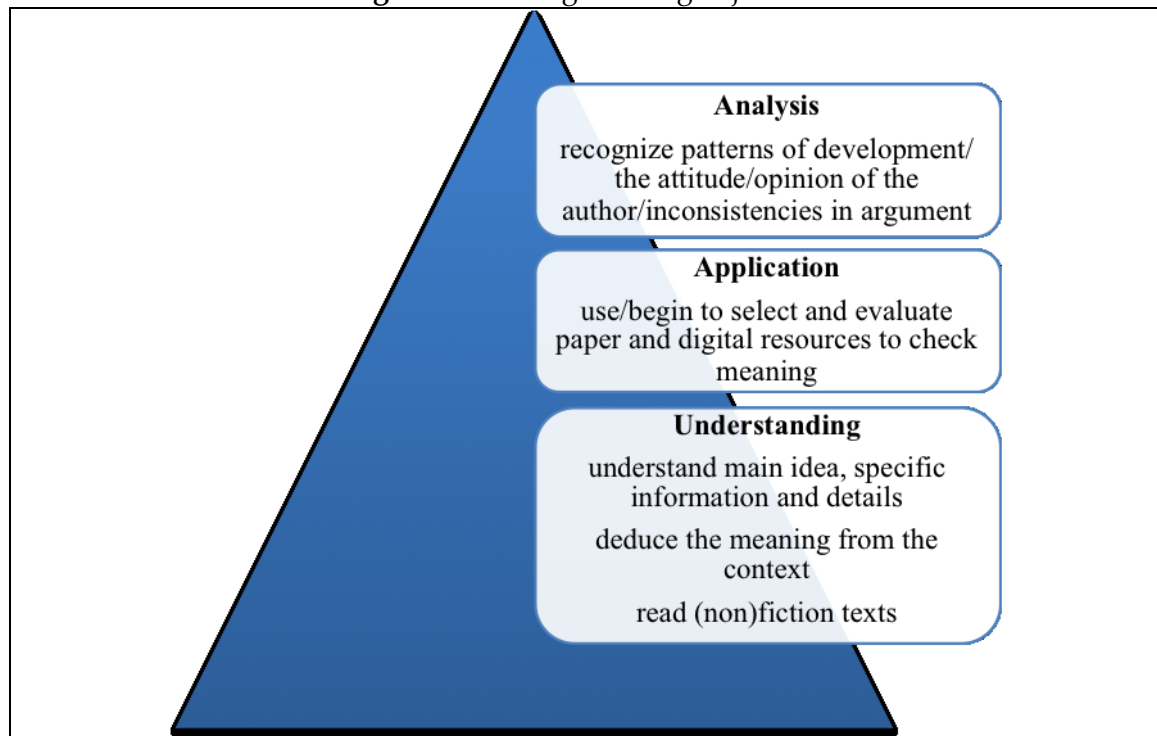 Analysis
recognize patterns of development/
the attitude/opinion of the
author/inconsistencies in argument
Application
use/begin to select and evaluate
paper and digital resources to check
meaning
Understanding
understand main idea, specific
information and details
deduce the meaning from the
context
read (non)fiction texts